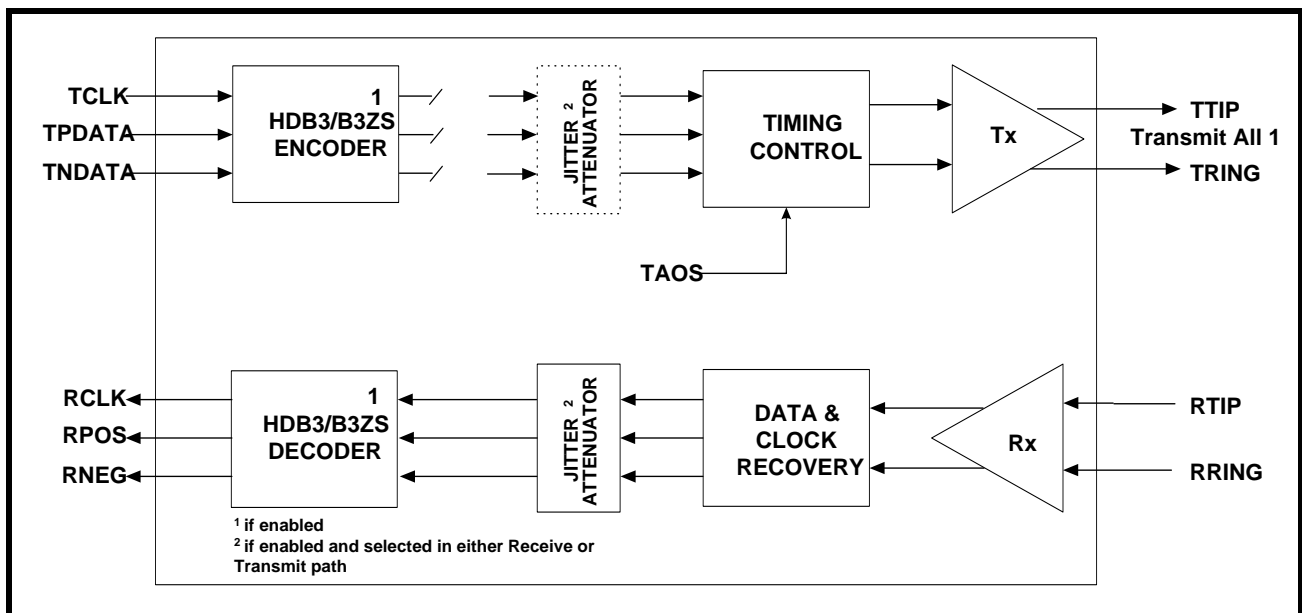 TCLK
TPDATA
TNDATA
1
HDB3/B3ZS
ENCODER
JITTER 2
ATTENUATOR
TIMING
CONTROL
Tx
TTIP
Transmit All 1
TRING
TAOS
RCLK
RPOS
RNEG
1
HDB3/B3ZS
DECODER
JITTER 2
ATTENUATOR
DATA &
CLOCK
RECOVERY
Rx
RTIP
RRING
1 if enabled
2 if enabled and selected in either Receive or
Transmit path